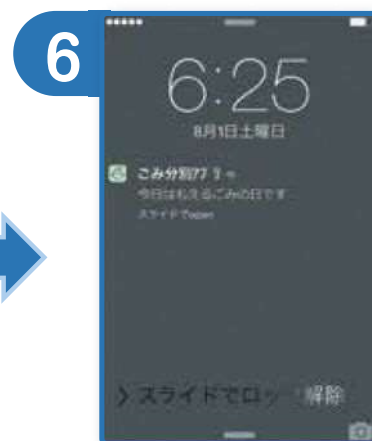 6
6:25
8月1日土曜日
ごみ分別アプリ
今日はもえるごみの日です
スライドでopen
> スライドでロック解除